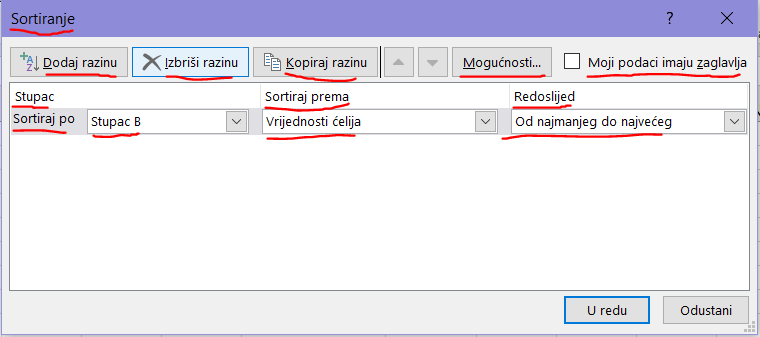 Sortiranje
Dodaj razinu Izbriši razinu Kopiraj razinu Mogućnosti... Moji podaci imaju zaglavlja
Stupac Sortiraj prema Redoslijed
Sortiraj po Stupac B Vrijednosti ćelija Od najmanjeg do najvećeg
U redu Odustani